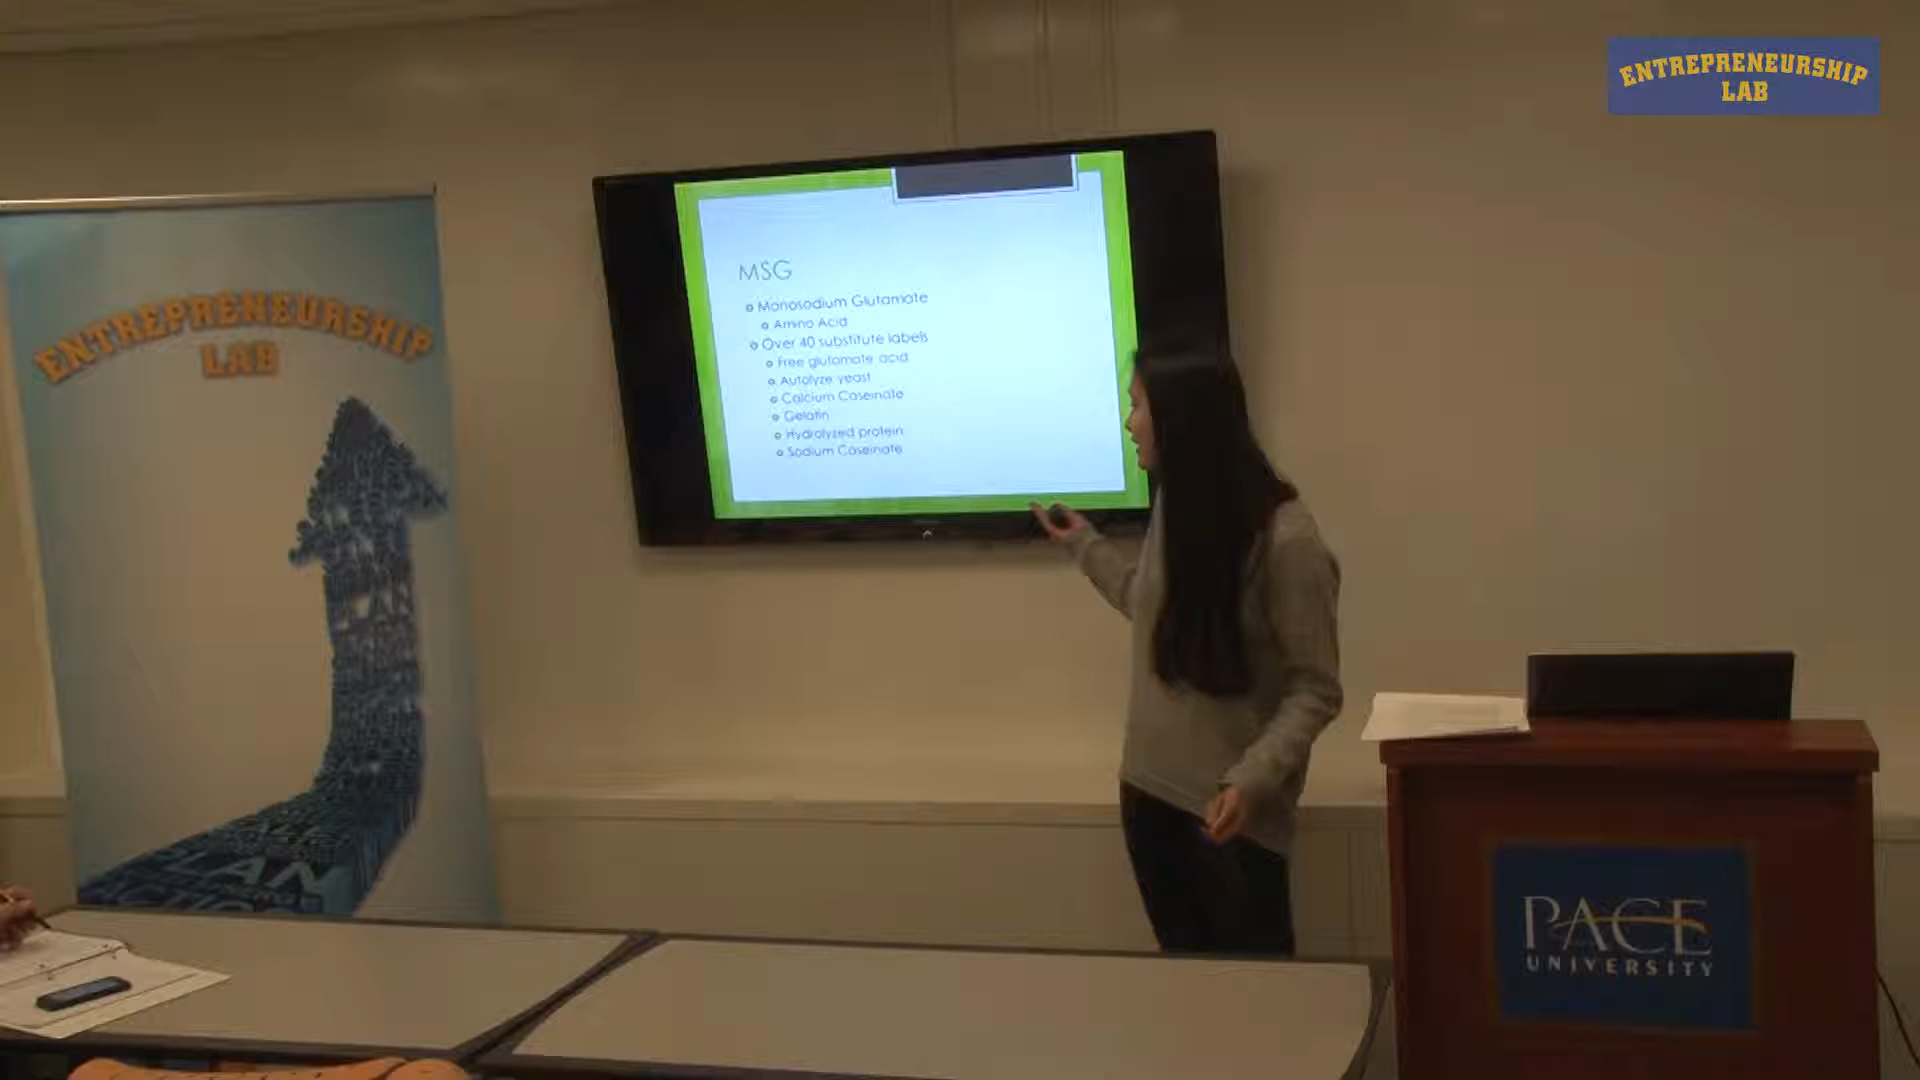 ENTREPRENEURSHIP
LAB
ENTREPRENEURSHIP
LAB
MSG
Monosodium Glutamate
Amino Acid
Over 40 substitute labels
Free glutamate acid
Autolyze yeast
Calcium Caseinate
Gelatin
Hydrolyzed protein
Sodium Caseinate
PLAN
PACE
UNIVERSITY